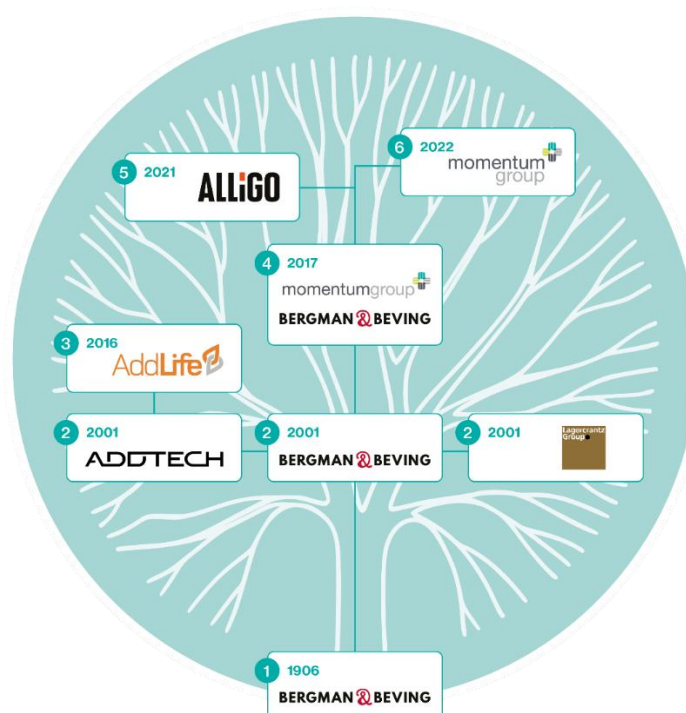 6 2022
momentum
group
5 2021
ALLiGO
4 2017
momentumgroup
BERGMAN & BEVING
3 2016
AddLife
2 2001
ADDTECH
2 2001
BERGMAN & BEVING
2 2001
Lagercrantz
Group
1 1906
BERGMAN & BEVING